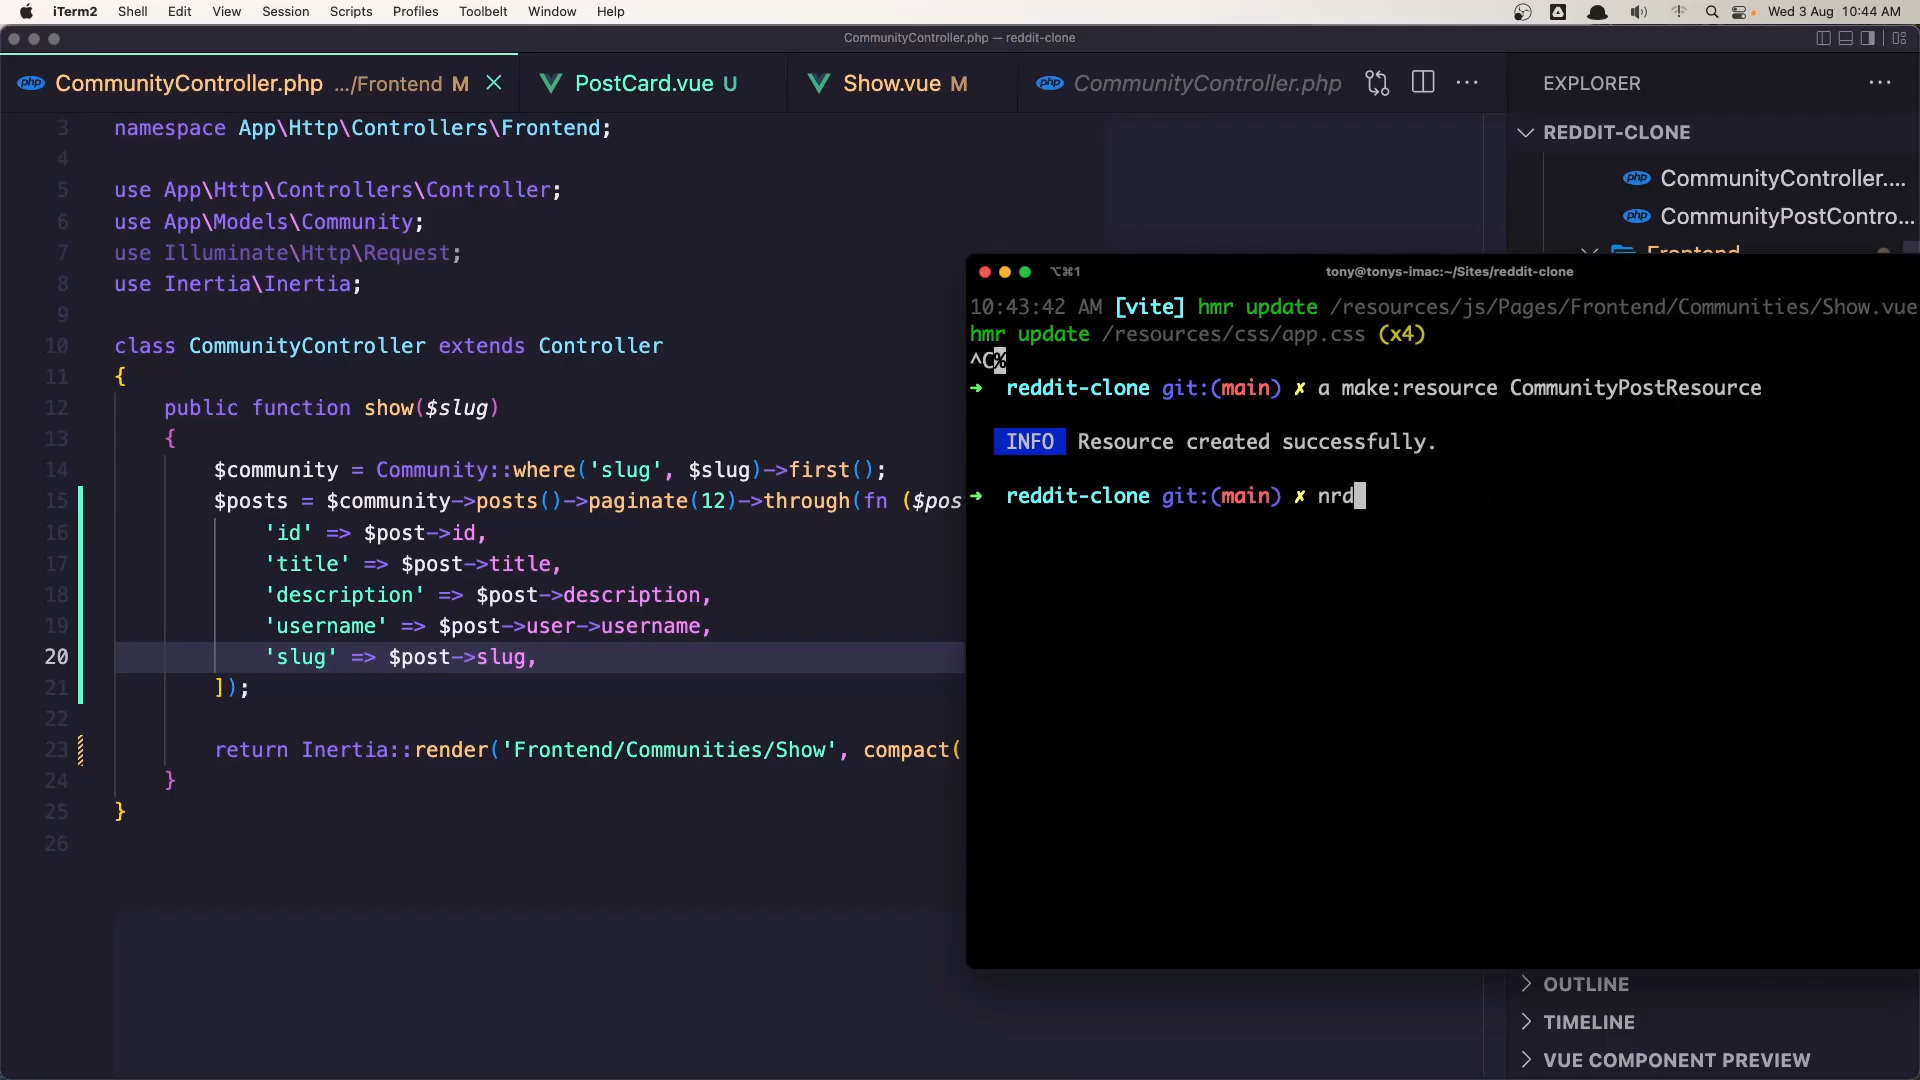 iTerm2 Shell Edit View Session Scripts Profiles Toolbelt Window Help Wed 3 Aug 10:44 AM
CommunityController.php — reddit-clone
CommunityController.php .../Frontend M
PostCard.vue U
Show.vue M
CommunityController.php
3 namespace App\Http\Controllers\Frontend;
4
5 use App\Http\Controllers\Controller;
6 use App\Models\Community;
7 use Illuminate\Http\Request;
8 use Inertia\Inertia;
9
10 class CommunityController extends Controller
11 {
12 public function show($slug)
13 {
14 $community = Community::where('slug', $slug)->first();
15 $posts = $community->posts()->paginate(12)->through(fn ($pos
16 'id' => $post->id,
17 'title' => $post->title,
18 'description' => $post->description,
19 'username' => $post->user->username,
20 'slug' => $post->slug,
21 ]);
22
23 return Inertia::render('Frontend/Communities/Show', compact(
24 }
25 }
26
EXPLORER
REDDIT-CLONE
php CommunityController....
php CommunityPostContro...
Frontend
⌥⌘1 tony@tonys-imac:~/Sites/reddit-clone
10:43:42 AM [vite] hmr update /resources/js/Pages/Frontend/Communities/Show.vue
hmr update /resources/css/app.css (x4)
^C%
➜ reddit-clone git:(main) ✗ a make:resource CommunityPostResource
INFO Resource created successfully.
➜ reddit-clone git:(main) ✗ nrd
OUTLINE
TIMELINE
VUE COMPONENT PREVIEW